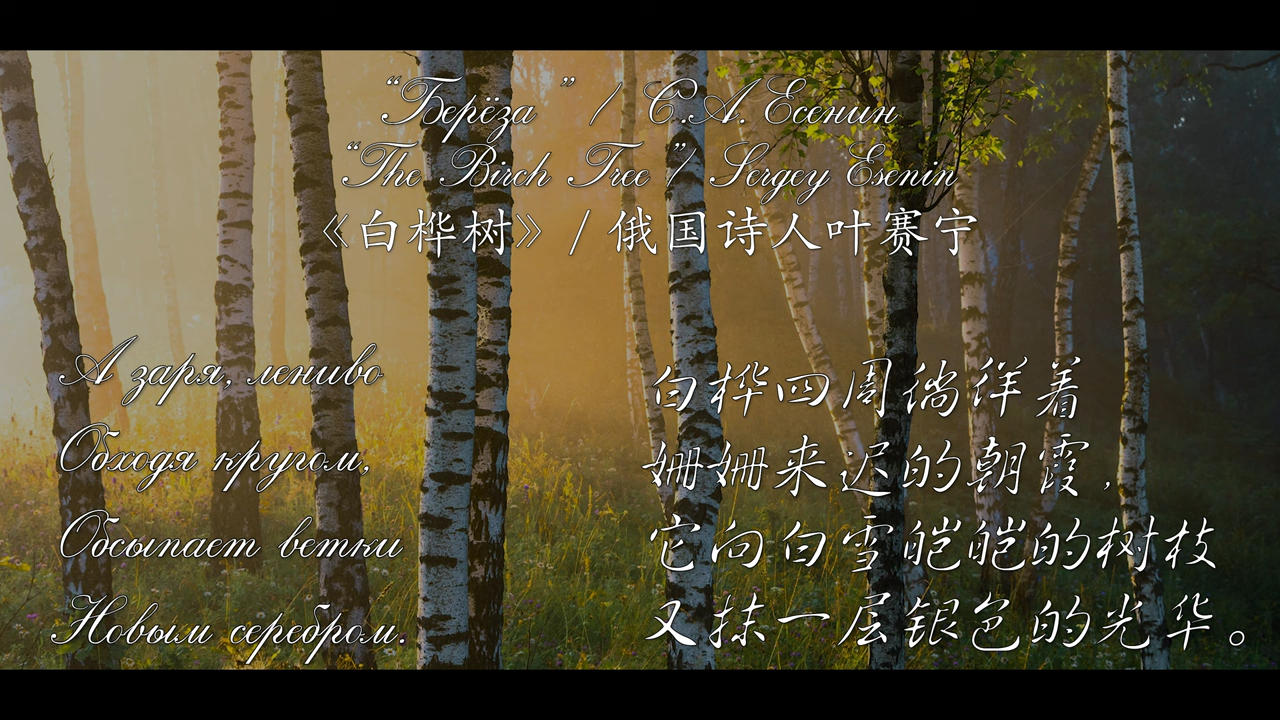 “Берёза ” / С.А.Есенин
“The Birch Tree”/ Sergey Esenin
《白桦树》/ 俄国诗人叶赛宁
А заря, лениво
Обходя кругом,
Обсыпает ветки
Новым серебром.
白桦四周徜徉着
姗姗来迟的朝霞，
它向白雪皑皑的树枝
又抹一层银色的光华。